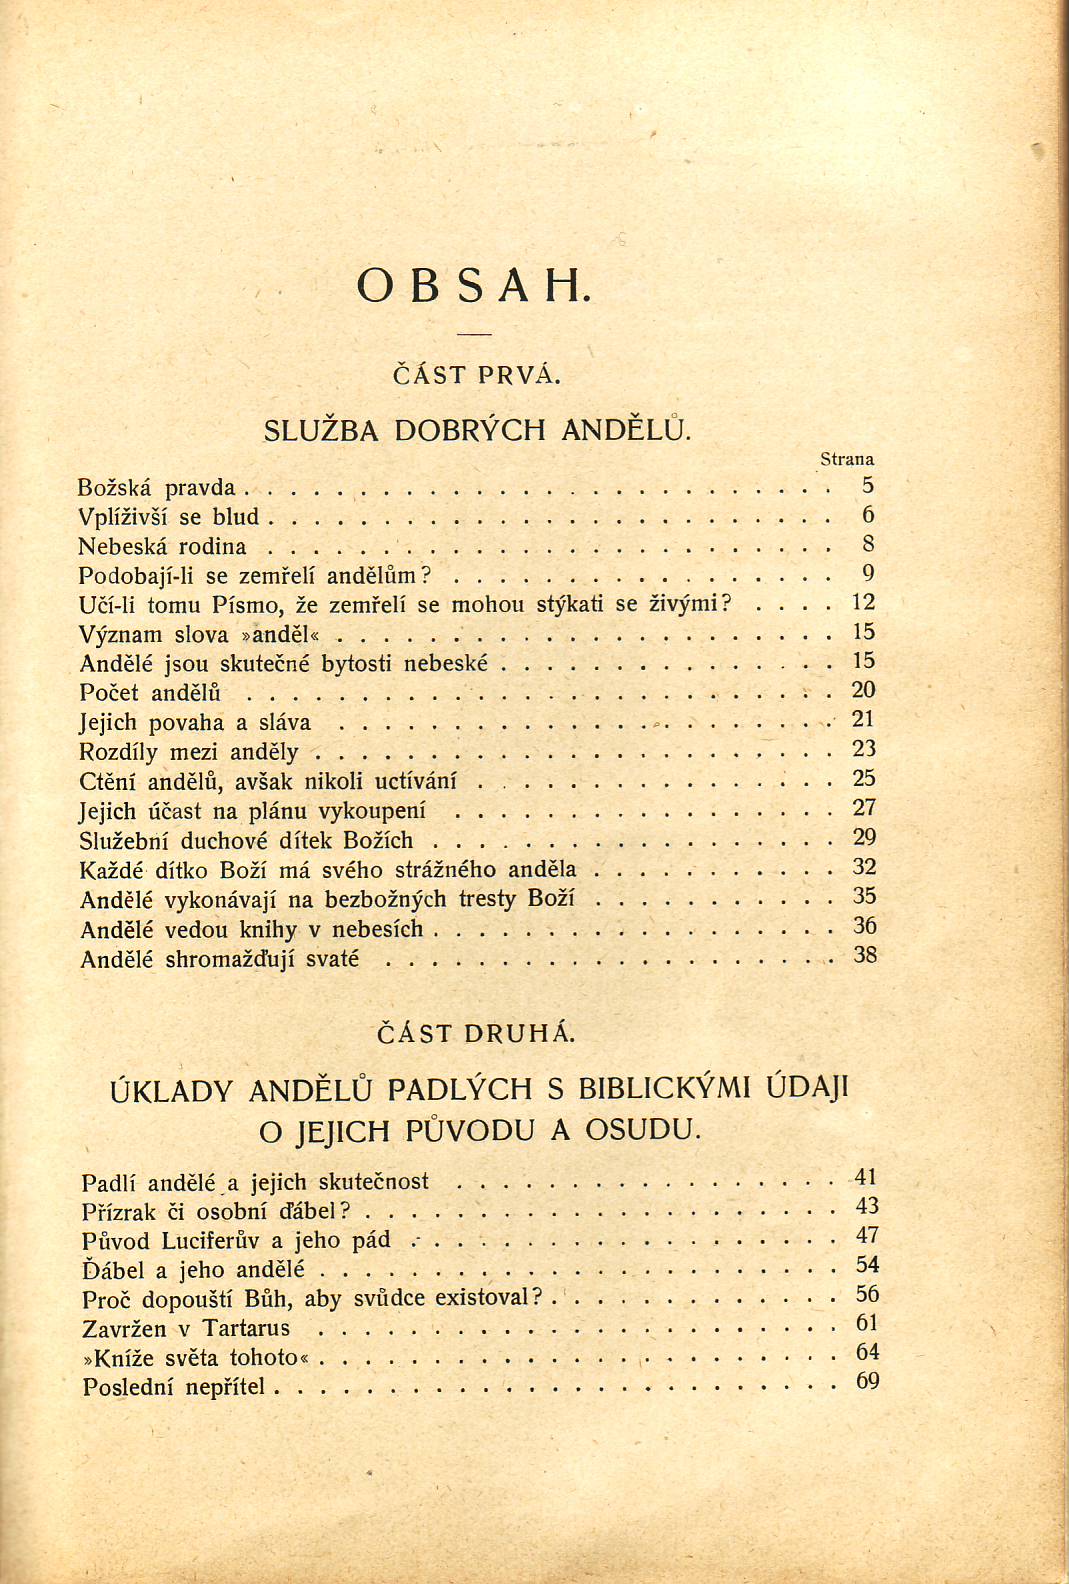 OBSAH.
ČÁST PRVÁ.
SLUŽBA DOBRÝCH ANDĚLŮ.
Strana
Božská pravda . . . . . . . . . . . . . . . . . . . . . . . . . . 5
Vplíživší se blud . . . . . . . . . . . . . . . . . . . . . . . . . 6
Nebeská rodina . . . . . . . . . . . . . . . . . . . . . . . . . 8
Podobají-li se zemřelí andělům? . . . . . . . . . . . . . . . . . 9
Učí-li tomu Písmo, že zemřelí se mohou stýkati se živými? . . . . 12
Význam slova »anděl« . . . . . . . . . . . . . . . . . . . . . . 15
Andělé jsou skutečné bytosti nebeské . . . . . . . . . . . . . . . 15
Počet andělů . . . . . . . . . . . . . . . . . . . . . . . . . . 20
Jejich povaha a sláva . . . . . . . . . . . . . . . . . . . . . . 21
Rozdíly mezi anděly . . . . . . . . . . . . . . . . . . . . . . . 23
Ctění andělů, avšak nikoli uctívání . . . . . . . . . . . . . . . . 25
Jejich účast na plánu vykoupení . . . . . . . . . . . . . . . . . 27
Služební duchové dítek Božích . . . . . . . . . . . . . . . . . . 29
Každé dítko Boží má svého strážného anděla . . . . . . . . . . . 32
Andělé vykonávají na bezbožných tresty Boží . . . . . . . . . . . 35
Andělé vedou knihy v nebesích . . . . . . . . . . . . . . . . . . 36
Andělé shromažďují svaté . . . . . . . . . . . . . . . . . . . . 38
ČÁST DRUHÁ.
ÚKLADY ANDĚLŮ PADLÝCH S BIBLICKÝMI ÚDAJI
O JEJICH PŮVODU A OSUDU.
Padlí andělé a jejich skutečnost . . . . . . . . . . . . . . . . . 41
Přízrak či osobní ďábel? . . . . . . . . . . . . . . . . . . . . . 43
Původ Luciferův a jeho pád . . . . . . . . . . . . . . . . . . . 47
Ďábel a jeho andělé . . . . . . . . . . . . . . . . . . . . . . . 54
Proč dopouští Bůh, aby svůdce existoval? . . . . . . . . . . . . . 56
Zavržen v Tartarus . . . . . . . . . . . . . . . . . . . . . . . 61
»Kníže světa tohoto« . . . . . . . . . . . . . . . . . . . . . . . 64
Poslední nepřítel . . . . . . . . . . . . . . . . . . . . . . . . . 69